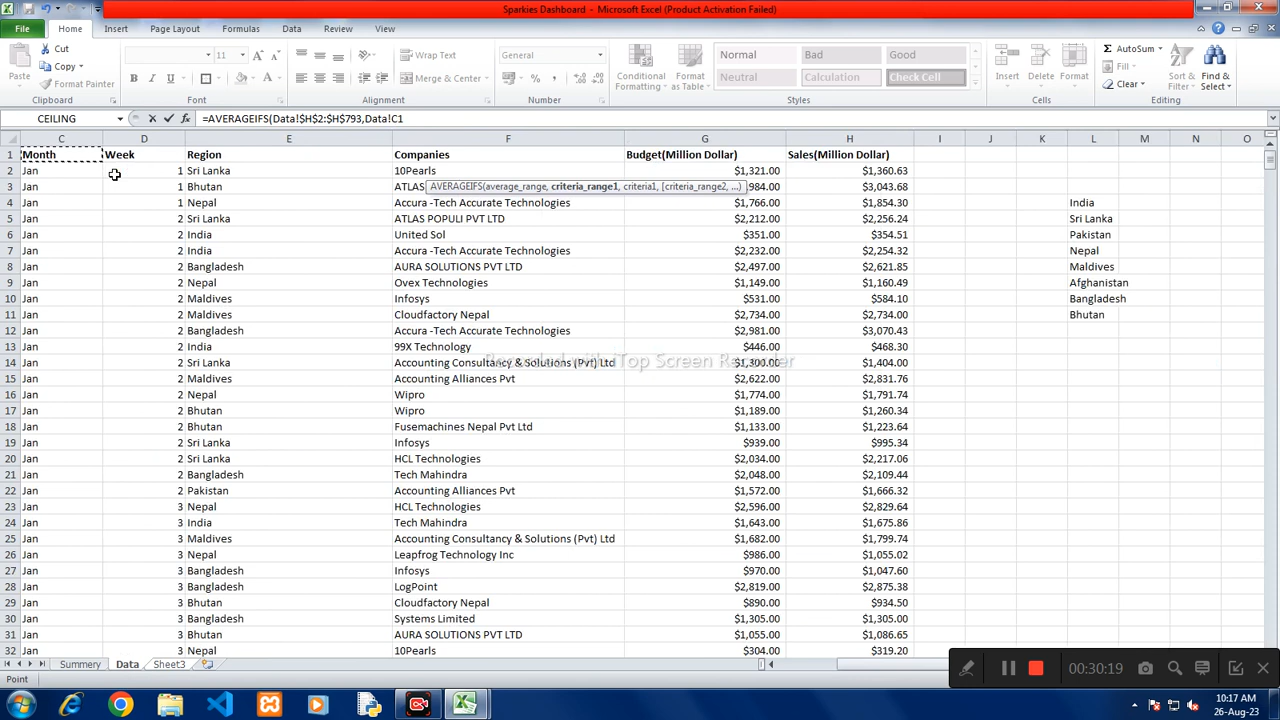 Sparkies Dashboard - Microsoft Excel (Product Activation Failed)
File Home Insert Page Layout Formulas Data Review View
Cut
Copy
Format Painter
Paste
Clipboard
11
Font
Wrap Text
Merge & Center
Alignment
General
Number
Conditional Formatting
Format as Table
Normal Bad Good
Neutral Calculation Check Cell
Styles
Insert Delete Format
Cells
AutoSum
Fill
Clear
Sort & Filter
Find & Select
Editing
CEILING =AVERAGEIFS(Data!$H$2:$H$793,Data!C1
C D E F G H I J K L M N O
1 Month Week Region Companies Budget(Million Dollar) Sales(Million Dollar)
2 Jan 1 Sri Lanka 10Pearls $1,321.00 $1,360.63
3 Jan 1 Bhutan ATLAS AVERAGEIFS(average_range, criteria_range1, criteria1, [criteria_range2, ...) ,984.00 $3,043.68
4 Jan 1 Nepal Accura -Tech Accurate Technologies $1,766.00 $1,854.30 India
5 Jan 2 Sri Lanka ATLAS POPULI PVT LTD $2,212.00 $2,256.24 Sri Lanka
6 Jan 2 India United Sol $351.00 $354.51 Pakistan
7 Jan 2 India Accura -Tech Accurate Technologies $2,232.00 $2,254.32 Nepal
8 Jan 2 Bangladesh AURA SOLUTIONS PVT LTD $2,497.00 $2,621.85 Maldives
9 Jan 2 Nepal Ovex Technologies $1,149.00 $1,160.49 Afghanistan
10 Jan 2 Maldives Infosys $531.00 $584.10 Bangladesh
11 Jan 2 Maldives Cloudfactory Nepal $2,734.00 $2,734.00 Bhutan
12 Jan 2 Bangladesh Accura -Tech Accurate Technologies $2,981.00 $3,070.43
13 Jan 2 India 99X Technology $446.00 $468.30
Recorded with iTop Screen Recorder
14 Jan 2 Sri Lanka Accounting Consultancy & Solutions (Pvt) Ltd $1,300.00 $1,404.00
15 Jan 2 Maldives Accounting Alliances Pvt $2,622.00 $2,831.76
16 Jan 2 Nepal Wipro $1,774.00 $1,791.74
17 Jan 2 Bhutan Wipro $1,189.00 $1,260.34
18 Jan 2 Bhutan Fusemachines Nepal Pvt Ltd $1,133.00 $1,223.64
19 Jan 2 Sri Lanka Infosys $939.00 $995.34
20 Jan 2 Sri Lanka HCL Technologies $2,034.00 $2,217.06
21 Jan 2 Bangladesh Tech Mahindra $2,048.00 $2,109.44
22 Jan 2 Pakistan Accounting Alliances Pvt $1,572.00 $1,666.32
23 Jan 3 Nepal HCL Technologies $2,596.00 $2,829.64
24 Jan 3 India Tech Mahindra $1,643.00 $1,675.86
25 Jan 3 Maldives Accounting Consultancy & Solutions (Pvt) Ltd $1,682.00 $1,799.74
26 Jan 3 Nepal Leapfrog Technology Inc $986.00 $1,055.02
27 Jan 3 Bangladesh Infosys $970.00 $1,047.60
28 Jan 3 Bangladesh LogPoint $2,819.00 $2,875.38
29 Jan 3 Bhutan Cloudfactory Nepal $890.00 $934.50
30 Jan 3 Bangladesh Systems Limited $1,305.00 $1,305.00
31 Jan 3 Bhutan AURA SOLUTIONS PVT LTD $1,055.00 $1,086.65
32 Jan 3 Nepal 10Pearls $304.00 $319.20
Summery Data Sheet3
Point
00:30:19
10:17 AM
26-Aug-23